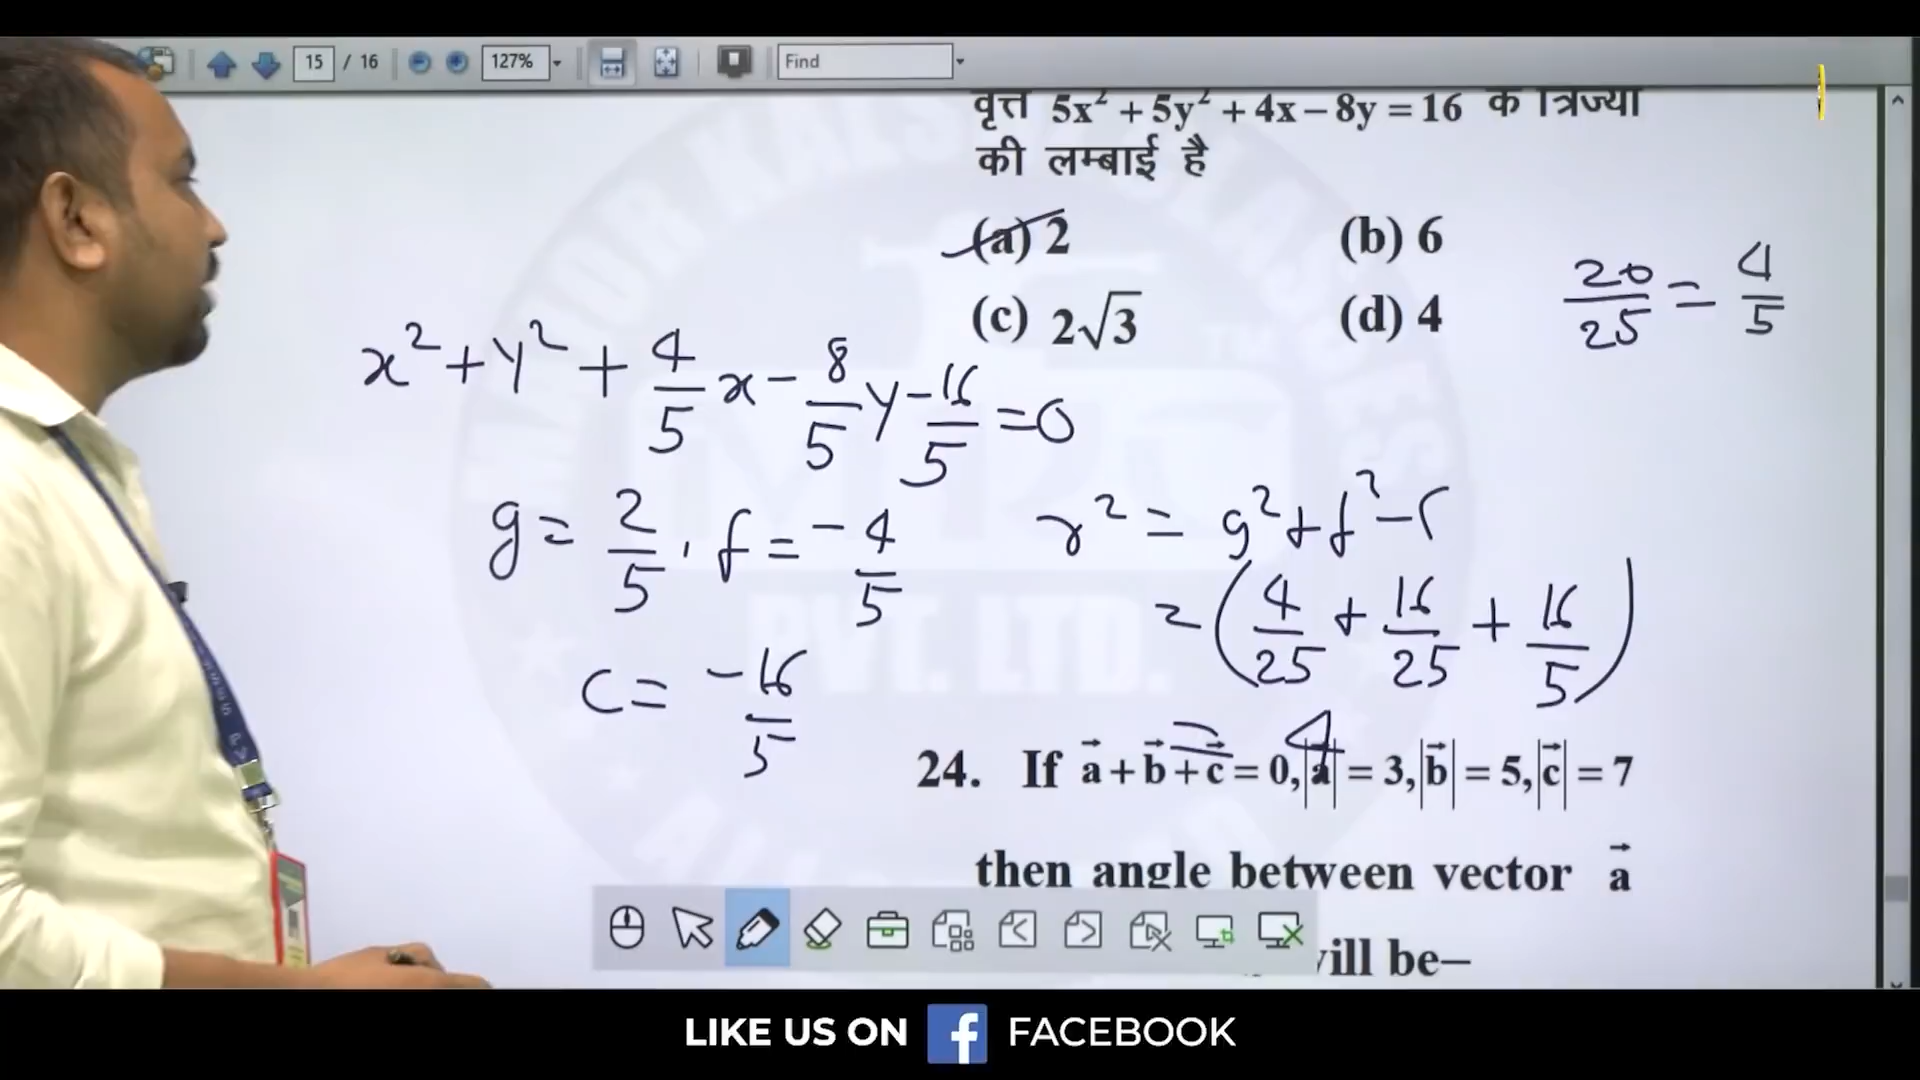 15 / 16 127% Find
वृत्त 5x² + 5y² + 4x – 8y = 16 के त्रिज्या
की लम्बाई है
(a) 2 (b) 6
(c) 2√3 (d) 4
20/25 = 4/5
x² + y² + 4/5 x - 8/5 y - 16/5 = 0
g = 2/5 , f = -4/5
c = -16/5
r² = g² + f² - c
= (4/25 + 16/25 + 16/5)
= 4
24. If a⃗ + b⃗ + c⃗ = 0, |a⃗| = 3, |b⃗| = 5, |c⃗| = 7
then angle between vector a⃗
will be–
PVT. LTD.
LIKE US ON f FACEBOOK